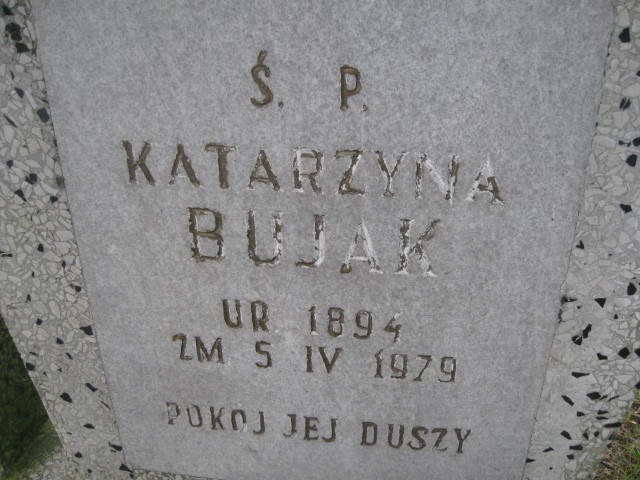 Ś. P.
KATARZYNA
BUJAK
UR 1894
ZM 5 IV 1979
POKOJ JEJ DUSZY